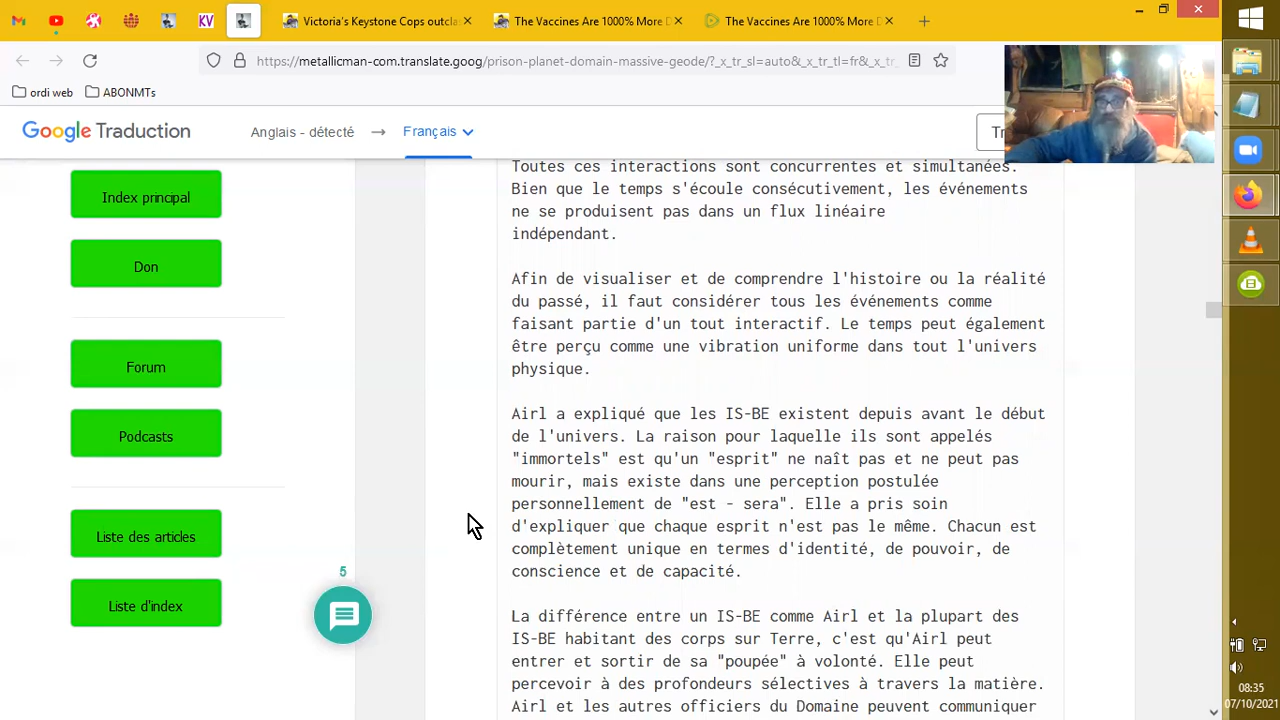 Victoria's Keystone Cops outcla
The Vaccines Are 1000% More D
The Vaccines Are 1000% More D
KV
https://metallicman-com.translate.goog/prison-planet-domain-massive-geode/?_x_tr_sl=auto&_x_tr_tl=fr&_x_
ordi web
ABONMTs
Google Traduction
Anglais - détecté
Français
Tr
Index principal
Don
Forum
Podcasts
Liste des articles
5
Liste d'index
Toutes ces interactions sont concurrentes et simultanées.
Bien que le temps s'écoule consécutivement, les événements
ne se produisent pas dans un flux linéaire
indépendant.
Afin de visualiser et de comprendre l'histoire ou la réalité
du passé, il faut considérer tous les événements comme
faisant partie d'un tout interactif. Le temps peut également
être perçu comme une vibration uniforme dans tout l'univers
physique.
Airl a expliqué que les IS-BE existent depuis avant le début
de l'univers. La raison pour laquelle ils sont appelés
"immortels" est qu'un "esprit" ne naît pas et ne peut pas
mourir, mais existe dans une perception postulée
personnellement de "est - sera". Elle a pris soin
d'expliquer que chaque esprit n'est pas le même. Chacun est
complètement unique en termes d'identité, de pouvoir, de
conscience et de capacité.
La différence entre un IS-BE comme Airl et la plupart des
IS-BE habitant des corps sur Terre, c'est qu'Airl peut
entrer et sortir de sa "poupée" à volonté. Elle peut
percevoir à des profondeurs sélectives à travers la matière.
Airl et les autres officiers du Domaine peuvent communiquer
08:35
07/10/2021